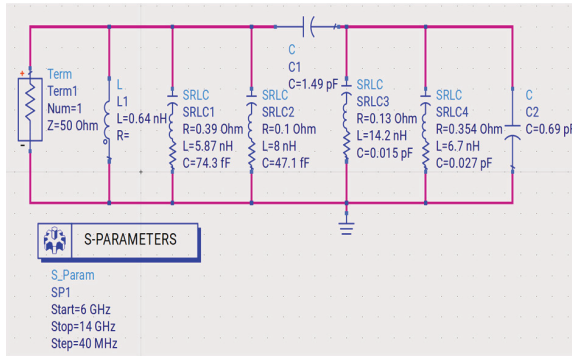 +
Term
Term1
Num=1
Z=50 Ohm
-
L
L1
L=0.64 nH
R=
SRLC
SRLC1
R=0.39 Ohm
L=5.87 nH
C=74.3 fF
SRLC
SRLC2
R=0.1 Ohm
L=8 nH
C=47.1 fF
C
C1
C=1.49 pF
SRLC
SRLC3
R=0.13 Ohm
L=14.2 nH
C=0.015 pF
SRLC
SRLC4
R=0.354 Ohm
L=6.7 nH
C=0.027 pF
C
C2
C=0.69 pF
S-PARAMETERS
S_Param
SP1
Start=6 GHz
Stop=14 GHz
Step=40 MHz